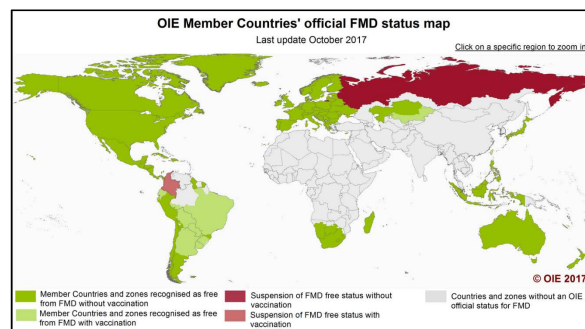 OIE Member Countries' official FMD status map
Last update October 2017
Click on a specific region to zoom in
© OIE 2017
Member Countries and zones recognised as free
from FMD without vaccination
Suspension of FMD free status without
vaccination
Countries and zones without an OIE
official status for FMD
Member Countries and zones recognised as free
from FMD with vaccination
Suspension of FMD free status with
vaccination